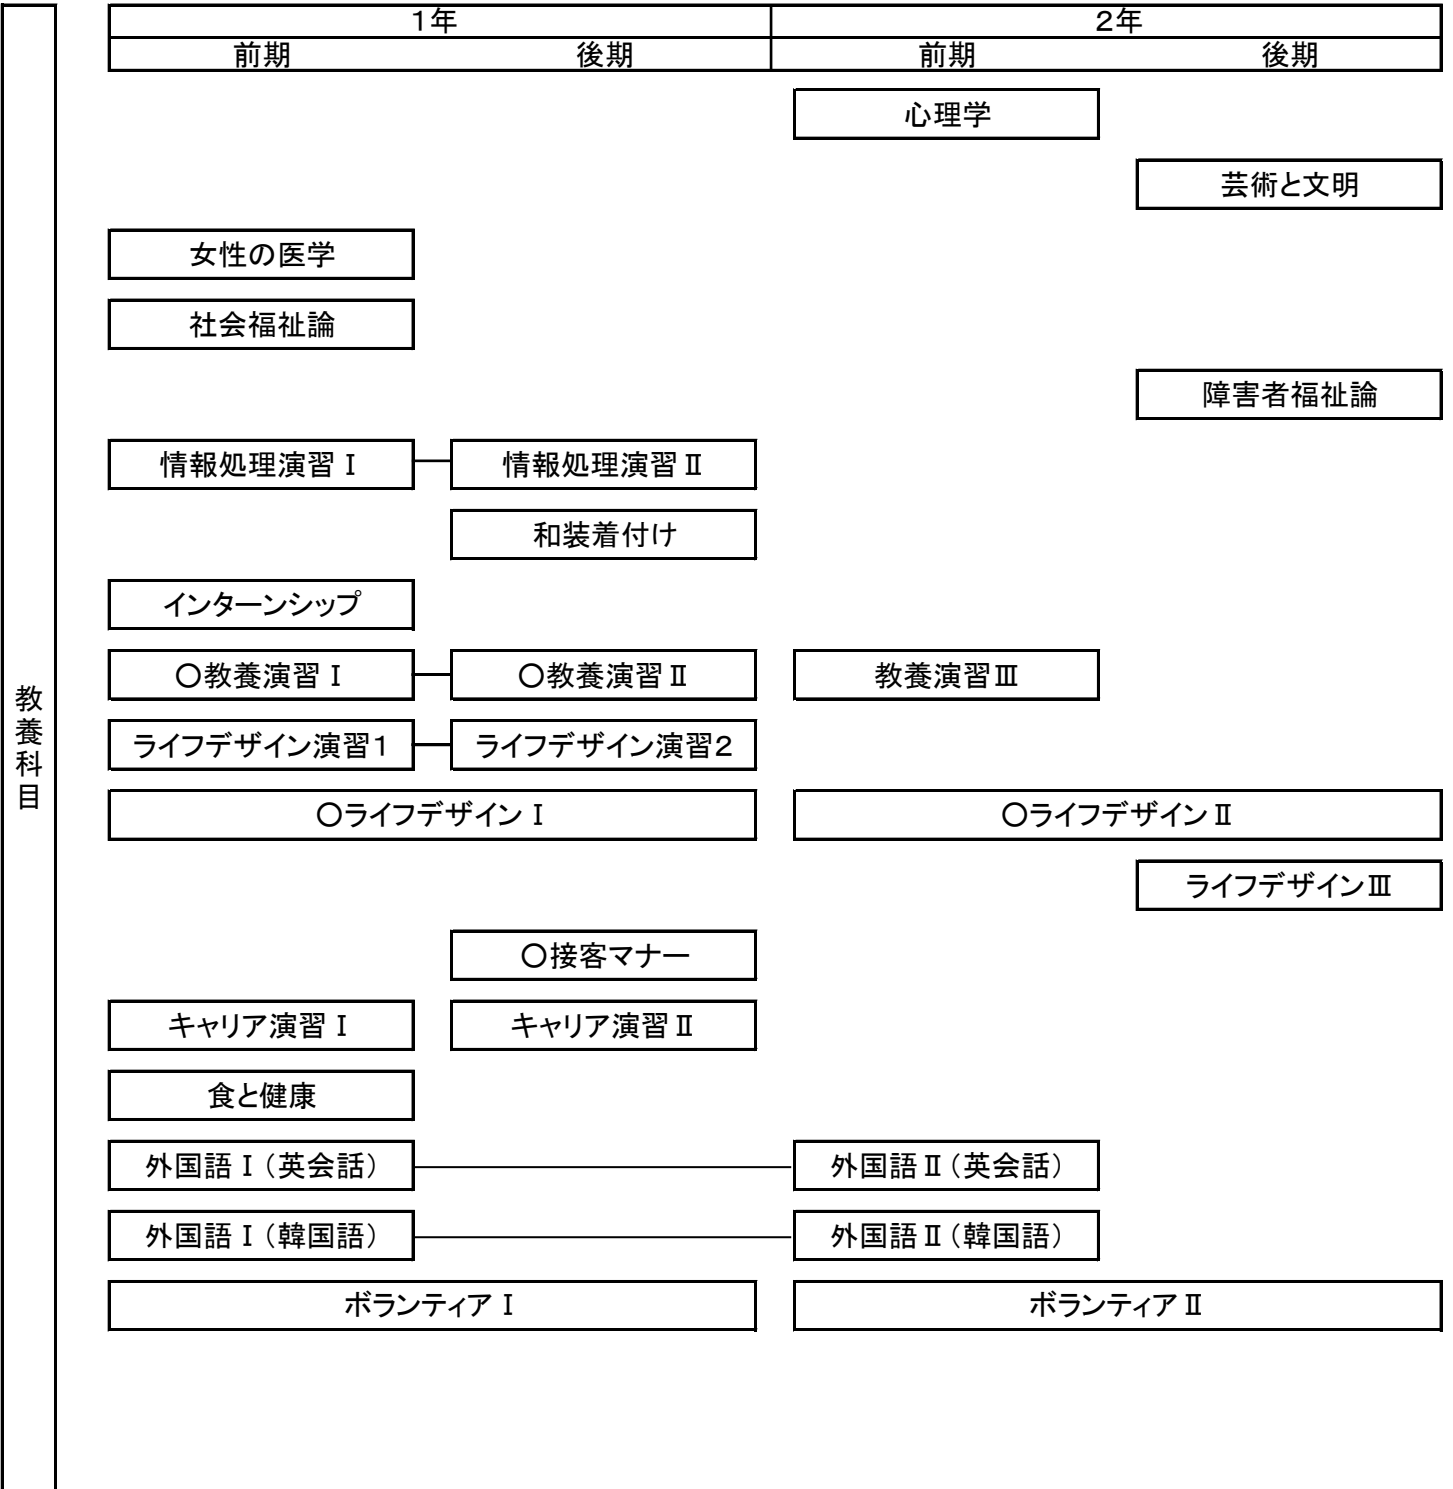 1年 2年
前期 後期 前期 後期
心理学
芸術と文明
女性の医学
社会福祉論
障害者福祉論
情報処理演習Ⅰ 情報処理演習Ⅱ
和装着付け
インターンシップ
○教養演習Ⅰ ○教養演習Ⅱ 教養演習Ⅲ
ライフデザイン演習1 ライフデザイン演習2
○ライフデザインⅠ ○ライフデザインⅡ
ライフデザインⅢ
○接客マナー
キャリア演習Ⅰ キャリア演習Ⅱ
食と健康
外国語Ⅰ（英会話） 外国語Ⅱ（英会話）
外国語Ⅰ（韓国語） 外国語Ⅱ（韓国語）
ボランティアⅠ ボランティアⅡ
教養科目